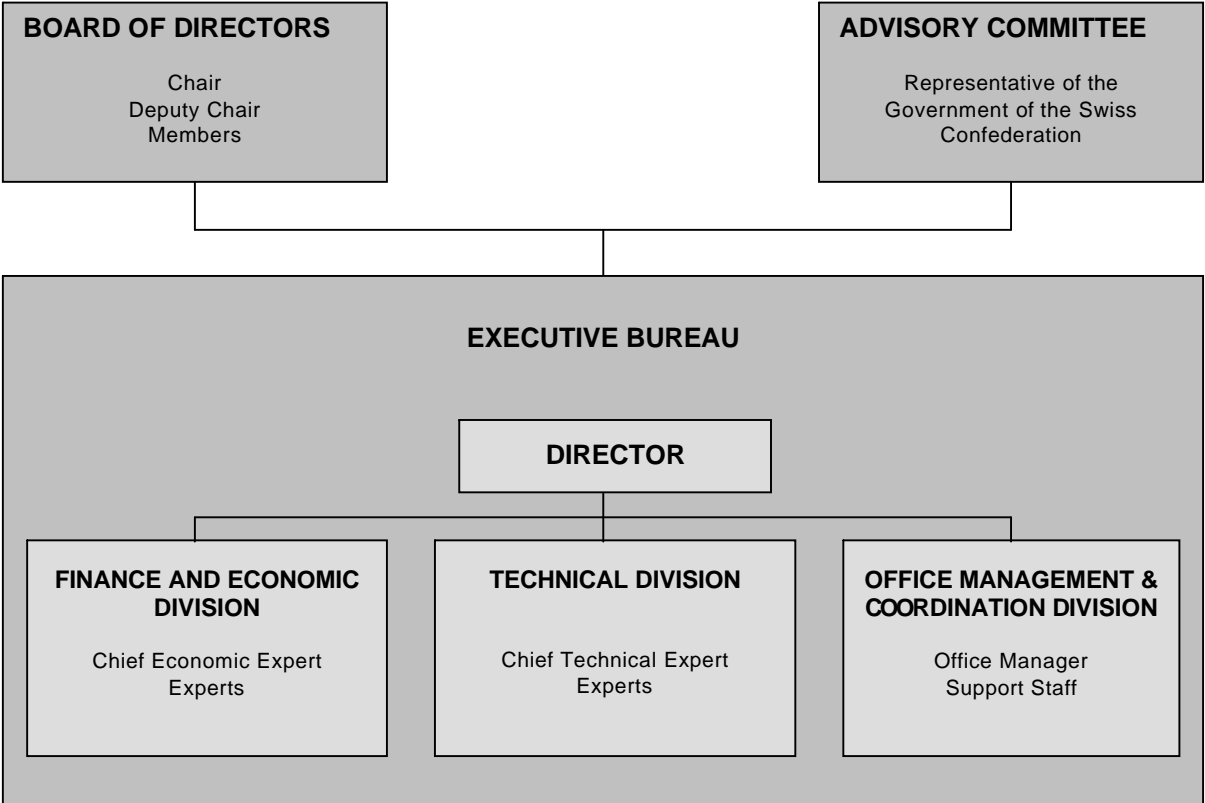 BOARD OF DIRECTORS
Chair
Deputy Chair
Members
ADVISORY COMMITTEE
Representative of the
Government of the Swiss
Confederation
EXECUTIVE BUREAU
DIRECTOR
FINANCE AND ECONOMIC
DIVISION
Chief Economic Expert
Experts
TECHNICAL DIVISION
Chief Technical Expert
Experts
OFFICE MANAGEMENT &
COORDINATION DIVISION
Office Manager
Support Staff